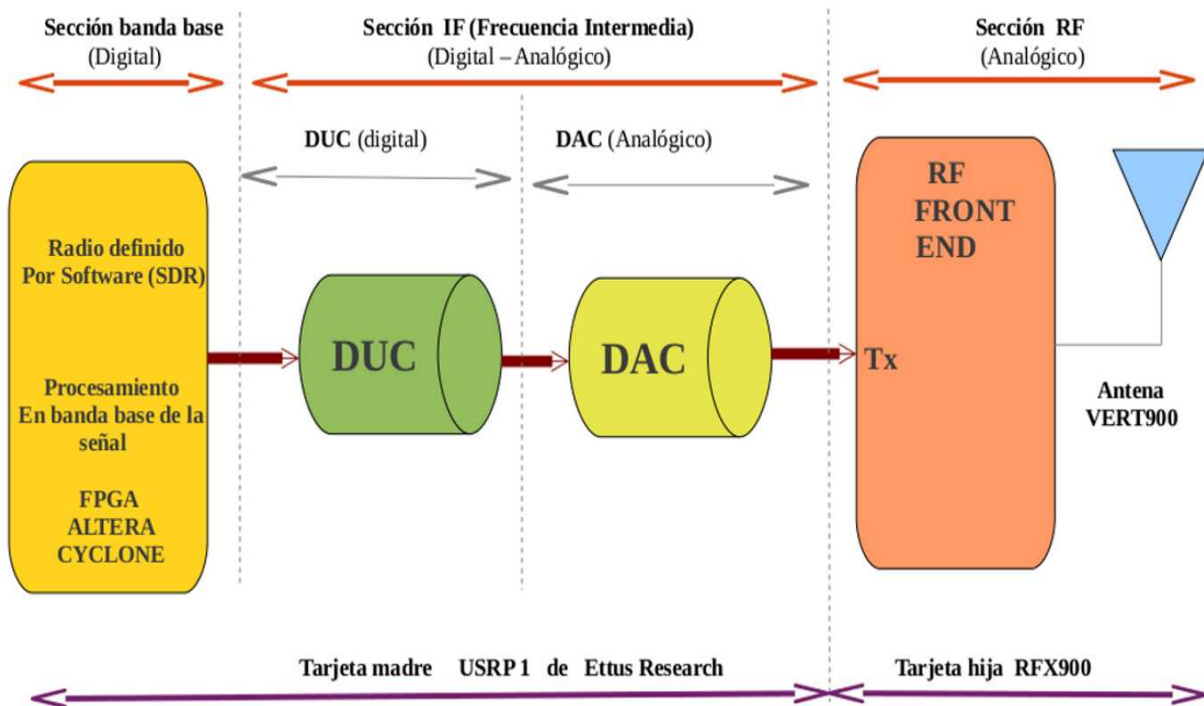 Sección banda base
(Digital)
Sección IF (Frecuencia Intermedia)
(Digital – Analógico)
Sección RF
(Analógico)
DUC (digital)
DAC (Analógico)
Radio definido
Por Software (SDR)
Procesamiento
En banda base de la
señal
FPGA
ALTERA
CYCLONE
DUC
DAC
RF
FRONT
END
Tx
Antena
VERT900
Tarjeta madre USRP 1 de Ettus Research
Tarjeta hija RFX900